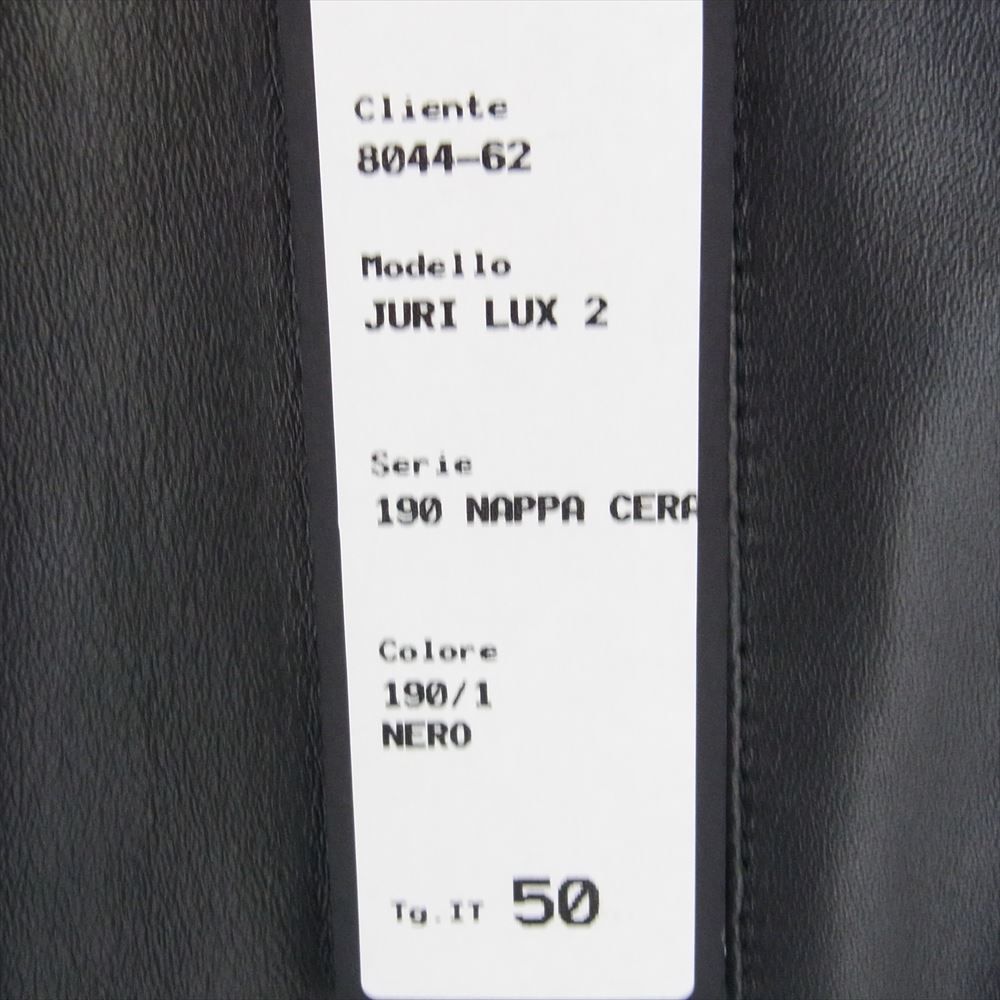 Cliente
8044-62
Modello
JURI LUX 2
Serie
190 NAPPA CERA
Colore
190/1
NERO
Tg.IT 50